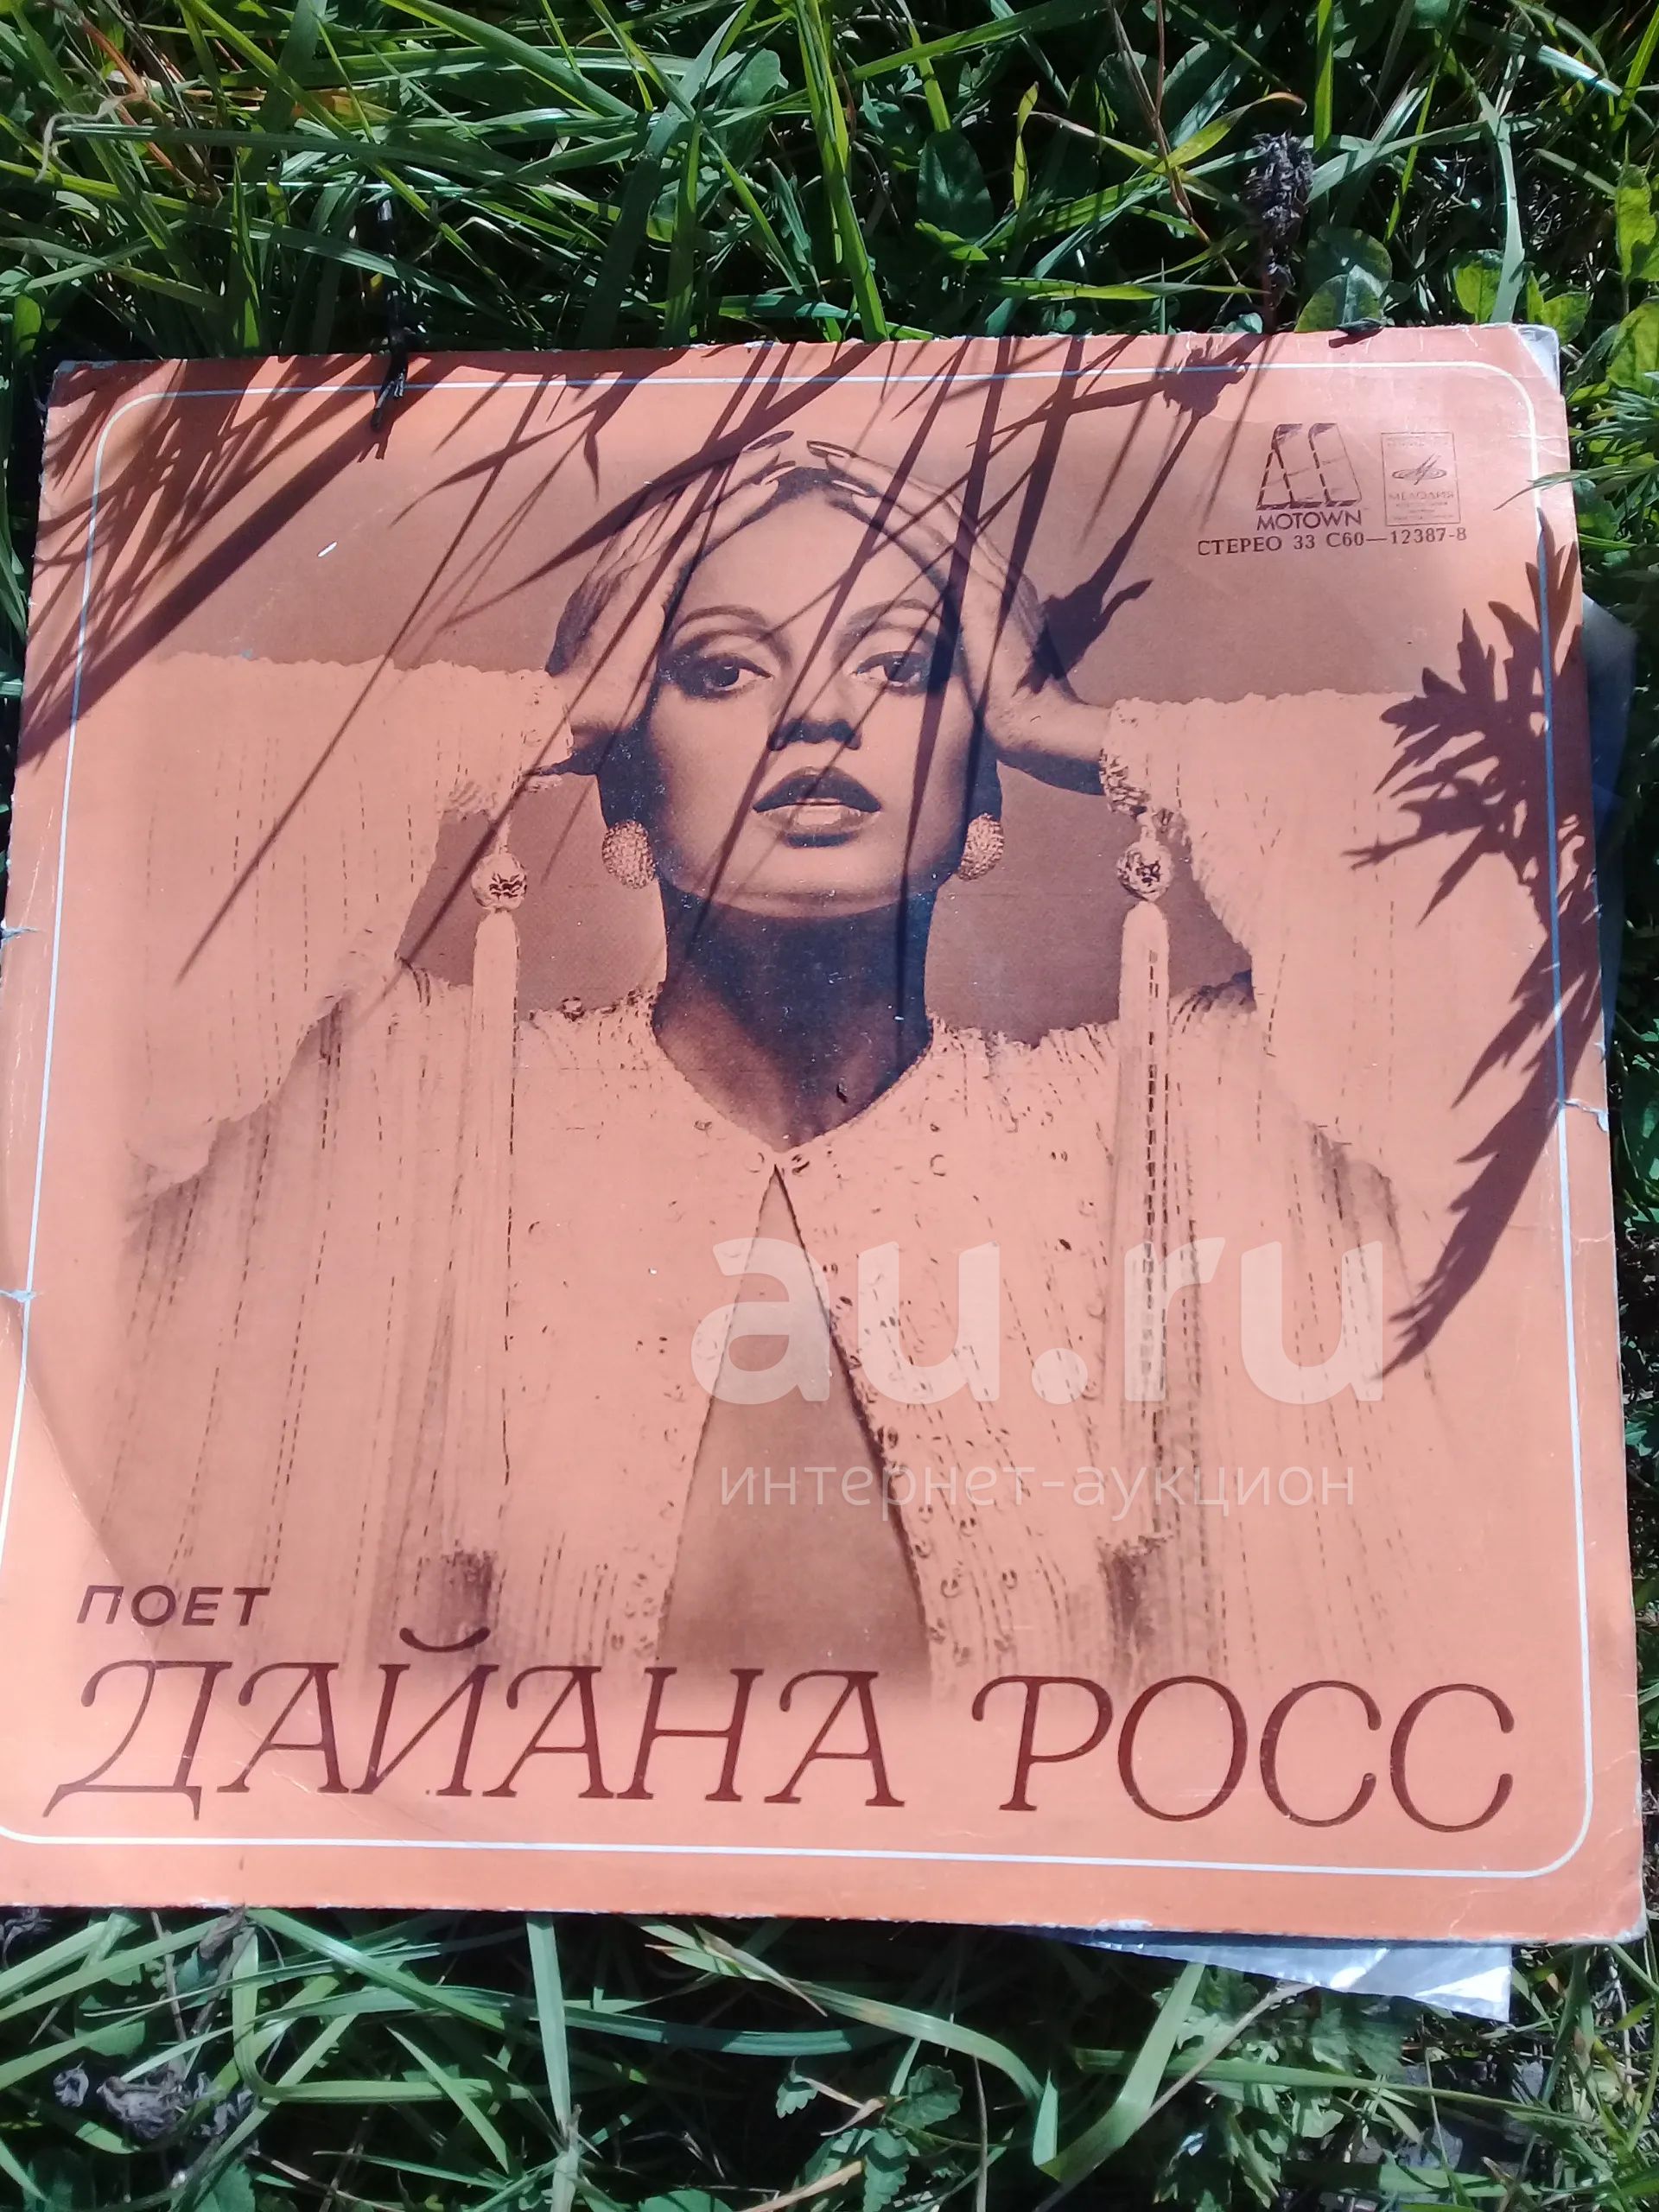 MOTOWN
МЕЛОДИЯ
СТЕРЕО 33 С60—12387-8
au.ru
интернет-аукцион
ПОЕТ
ДАЙАНА РОСС